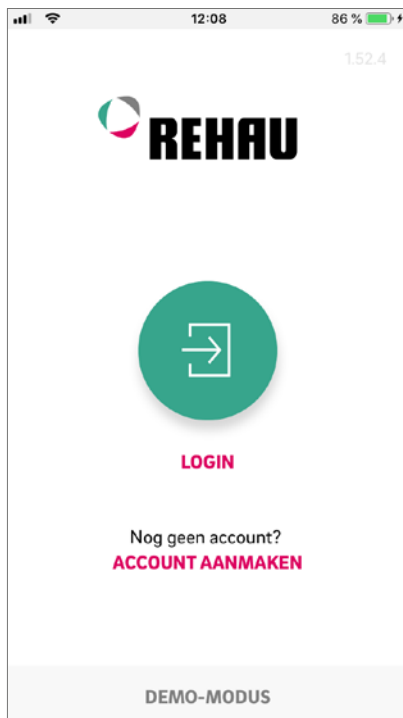 12:08
86 %
1.52.4
REHAU
LOGIN
Nog geen account?
ACCOUNT AANMAKEN
DEMO-MODUS